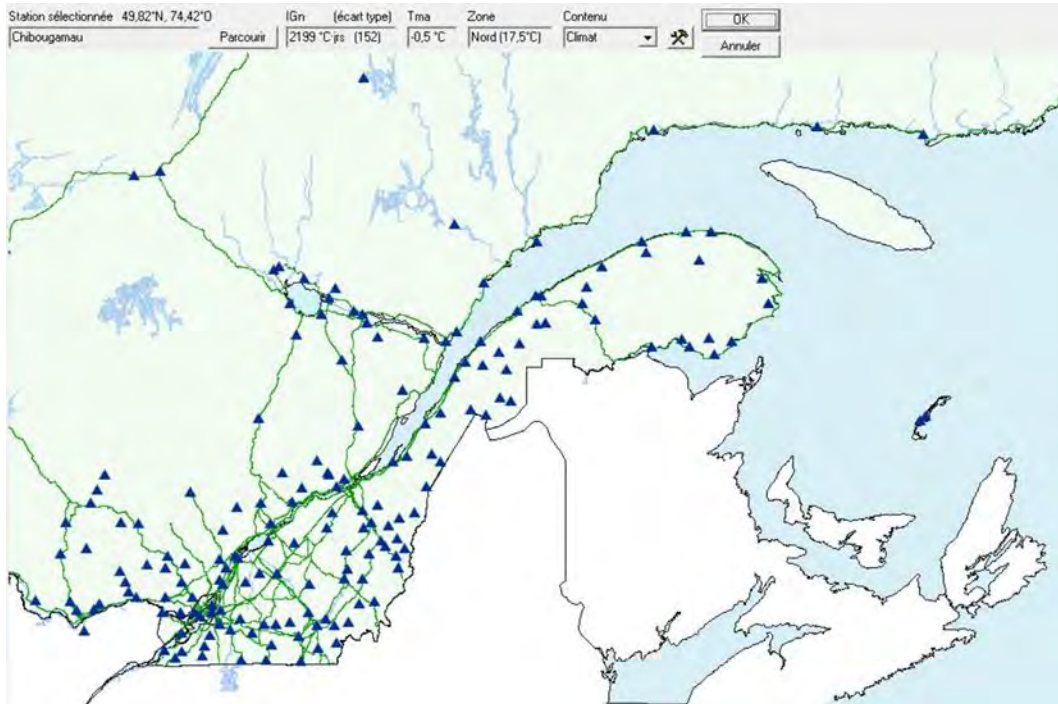 Station sélectionnée 49,82°N, 74,42°O IGn (écart type) Tma Zone Contenu OK
Chibougamau Parcourir 2199 °C·jrs (152) -0,5 °C Nord (17,5°C) Climat Annuler